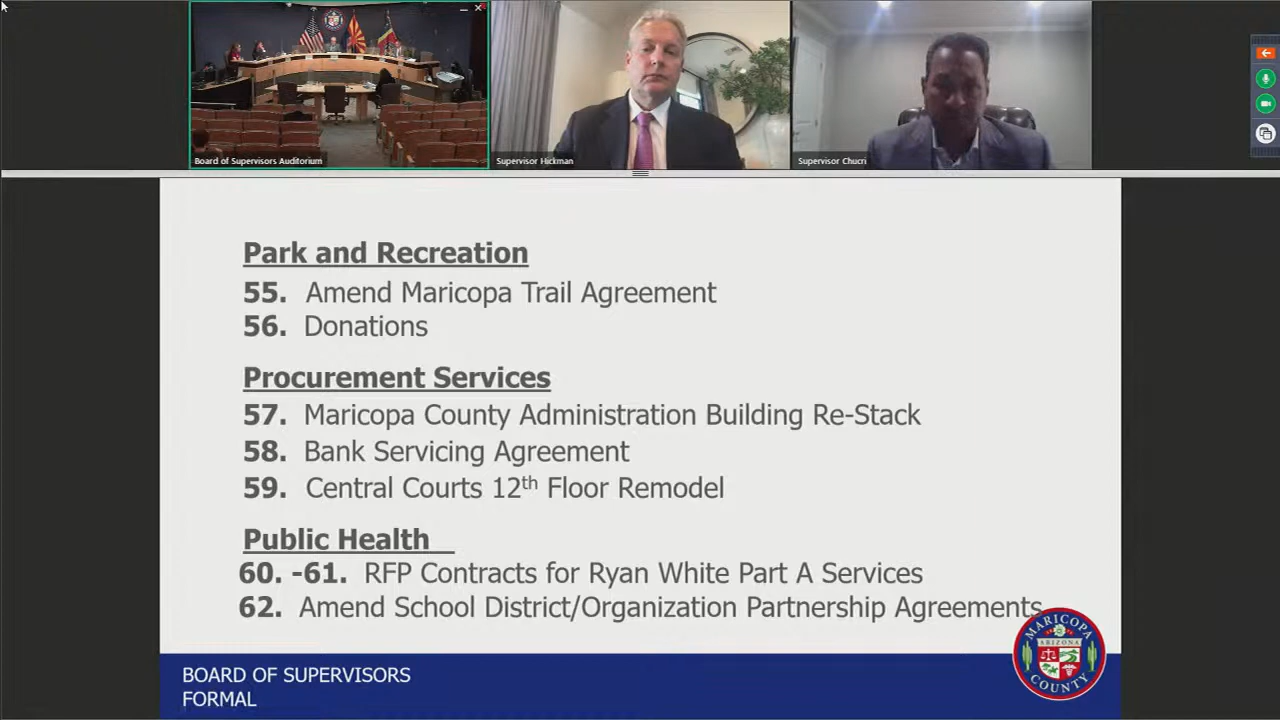 Board of Supervisors Auditorium
Supervisor Hickman
Supervisor Chucri
Park and Recreation
55. Amend Maricopa Trail Agreement
56. Donations
Procurement Services
57. Maricopa County Administration Building Re-Stack
58. Bank Servicing Agreement
59. Central Courts 12th Floor Remodel
Public Health
60. -61. RFP Contracts for Ryan White Part A Services
62. Amend School District/Organization Partnership Agreements
MARICOPA
ARIZONA
COUNTY
BOARD OF SUPERVISORS
FORMAL